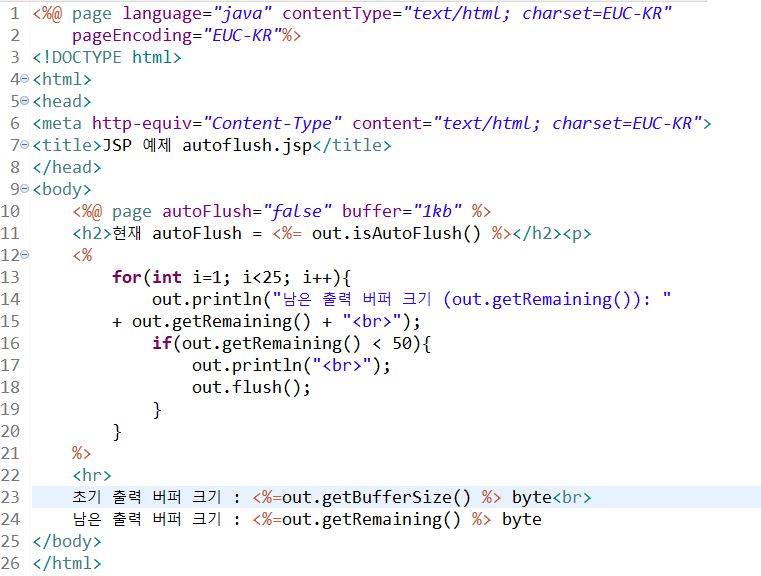 1 <%@ page language="java" contentType="text/html; charset=EUC-KR"
2     pageEncoding="EUC-KR"%>
3 <!DOCTYPE html>
4 <html>
5 <head>
6 <meta http-equiv="Content-Type" content="text/html; charset=EUC-KR">
7 <title>JSP 예제 autoflush.jsp</title>
8 </head>
9 <body>
10     <%@ page autoFlush="false" buffer="1kb" %>
11     <h2>현재 autoFlush = <%= out.isAutoFlush() %></h2><p>
12     <%
13         for(int i=1; i<25; i++){
14             out.println("남은 출력 버퍼 크기 (out.getRemaining()): "
15         + out.getRemaining() + "<br>");
16             if(out.getRemaining() < 50){
17                 out.println("<br>");
18                 out.flush();
19             }
20         }
21     %>
22     <hr>
23     초기 출력 버퍼 크기 : <%=out.getBufferSize() %> byte<br>
24     남은 출력 버퍼 크기 : <%=out.getRemaining() %> byte
25 </body>
26 </html>